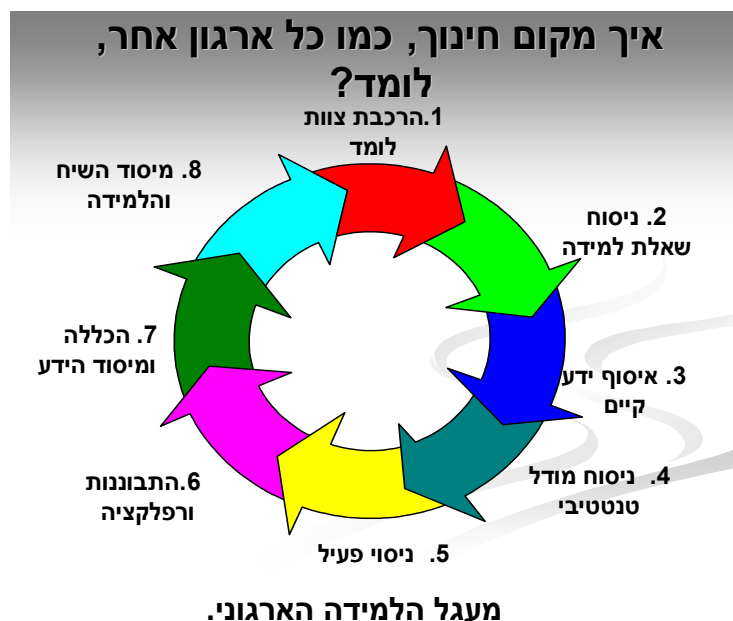 איך מקום חינוך, כמו כל ארגון אחר,
לומד?
1.הרכבת צוות
לומד
2. ניסוח
שאלת למידה
3. איסוף ידע
קיים
4. ניסוח מודל
טנטטיבי
5. ניסוי פעיל
6.התבוננות
ורפלקציה
7. הכללה
ומיסוד הידע
8. מיסוד השיח
והלמידה
מעגל הלמידה הארגוני.